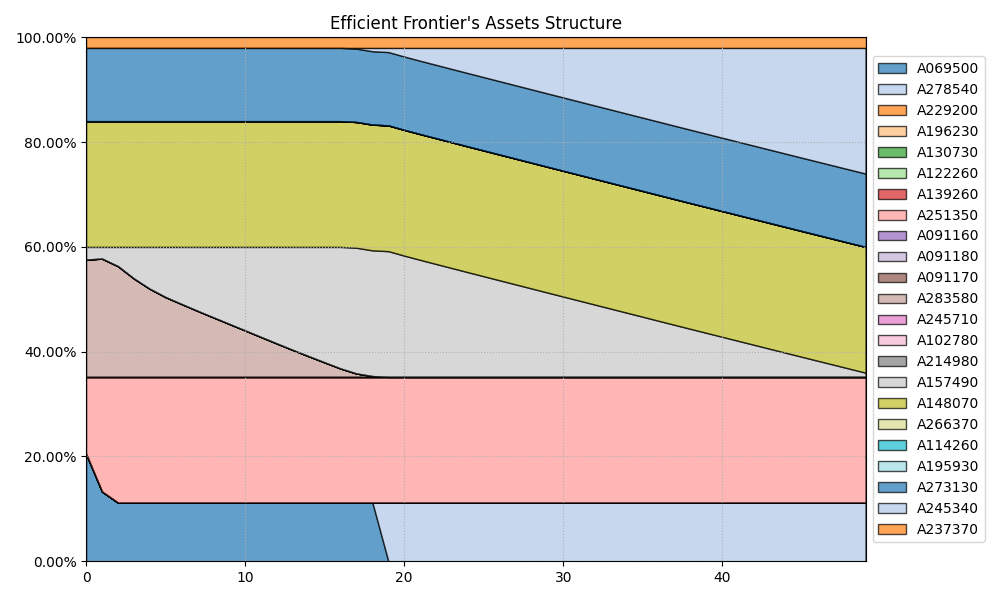 Efficient Frontier's Assets Structure
100.00%
80.00%
60.00%
40.00%
20.00%
0.00%
0
10
20
30
40
A069500
A278540
A229200
A196230
A130730
A122260
A139260
A251350
A091160
A091180
A091170
A283580
A245710
A102780
A214980
A157490
A148070
A266370
A114260
A195930
A273130
A245340
A237370